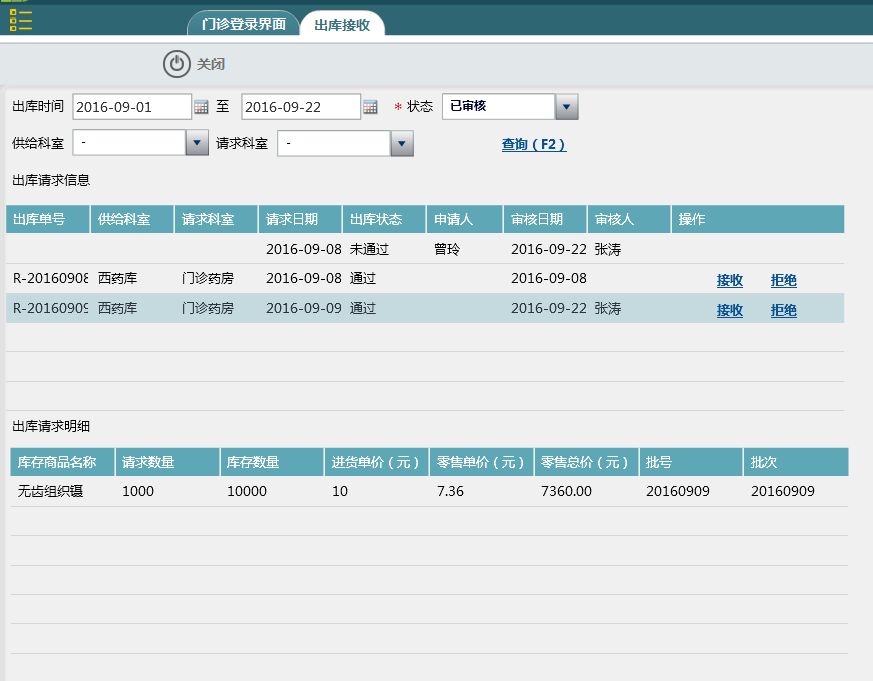 门诊登录界面 出库接收
关闭
出库时间 2016-09-01 至 2016-09-22 * 状态 已审核
供给科室 - 请求科室 - 查询（F2）
出库请求信息
出库单号 供给科室 请求科室 请求日期 出库状态 申请人 审核日期 审核人 操作
2016-09-08 未通过 曾玲 2016-09-22 张涛
R-20160908 西药库 门诊药房 2016-09-08 通过 2016-09-08 接收 拒绝
R-20160909 西药库 门诊药房 2016-09-09 通过 2016-09-22 张涛 接收 拒绝
出库请求明细
库存商品名称 请求数量 库存数量 进货单价（元） 零售单价（元） 零售总价（元） 批号 批次
无齿组织镊 1000 10000 10 7.36 7360.00 20160909 20160909